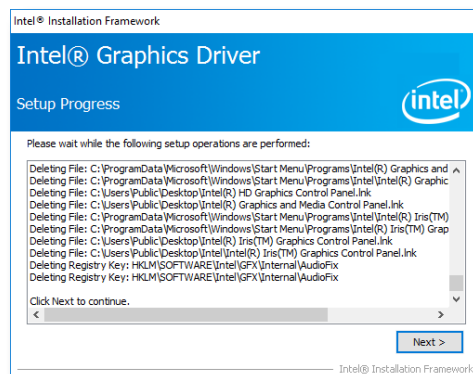 Intel® Installation Framework
Intel® Graphics Driver
Setup Progress
intel
Please wait while the following setup operations are performed:
Deleting File: C:\ProgramData\Microsoft\Windows\Start Menu\Programs\Intel(R) Graphics and
Deleting File: C:\ProgramData\Microsoft\Windows\Start Menu\Programs\Intel\Intel(R) Graphic
Deleting File: C:\Users\Public\Desktop\Intel(R) HD Graphics Control Panel.lnk
Deleting File: C:\Users\Public\Desktop\Intel(R) Graphics and Media Control Panel.lnk
Deleting File: C:\ProgramData\Microsoft\Windows\Start Menu\Programs\Intel\Intel(R) Iris(TM)
Deleting File: C:\ProgramData\Microsoft\Windows\Start Menu\Programs\Intel(R) Iris(TM) Grap
Deleting File: C:\Users\Public\Desktop\Intel(R) Iris(TM) Graphics Control Panel.lnk
Deleting File: C:\Users\Public\Desktop\Intel\Intel(R) Iris(TM) Graphics Control Panel.lnk
Deleting Registry Key: HKLM\SOFTWARE\Intel\GFX\Internal\AudioFix
Deleting Registry Key: HKLM\SOFTWARE\Intel\GFX\Internal\AudioFix
Click Next to continue.
Next >
Intel® Installation Framework